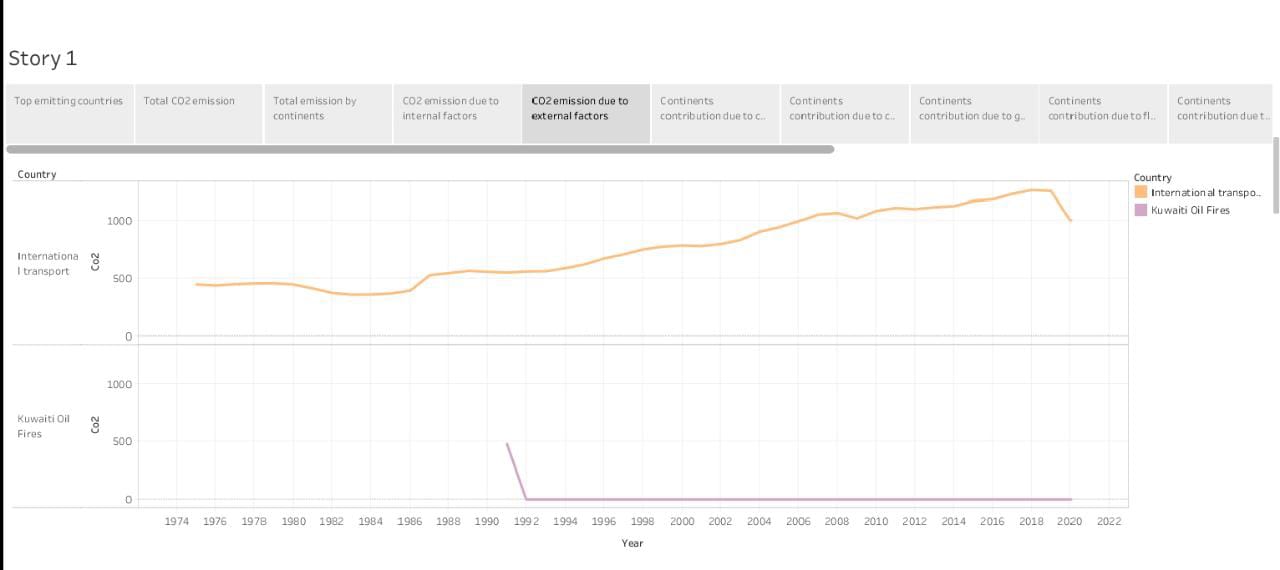 Story 1
Top emitting countries
Total CO2 emission
Total emission by
continents
CO2 emission due to
internal factors
CO2 emission due to
external factors
Continents
contribution due to c..
Continents
contribution due to c..
Continents
contribution due to g..
Continents
contribution due to fl..
Continents
contribution due t..
Country
Internationa
l transport
Co2
1000
500
0
Kuwaiti Oil
Fires
Co2
1000
500
0
1974 1976 1978 1980 1982 1984 1986 1988 1990 1992 1994 1996 1998 2000 2002 2004 2006 2008 2010 2012 2014 2016 2018 2020 2022
Year
Country
International transpo..
Kuwaiti Oil Fires